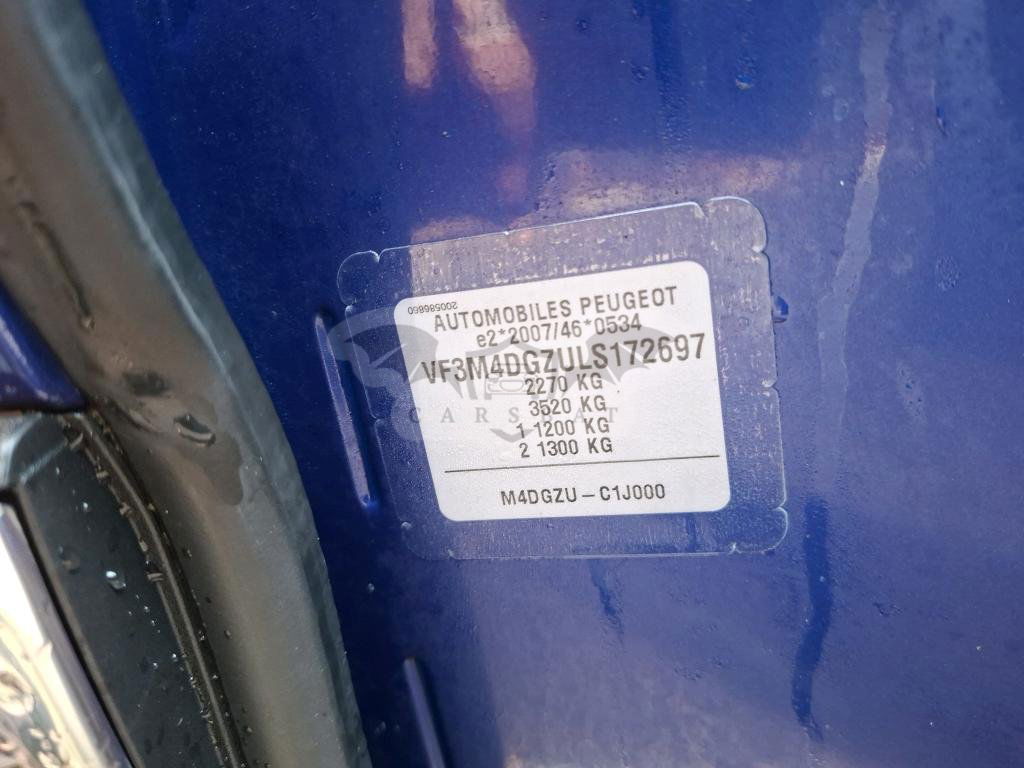 200586860
AUTOMOBILES PEUGEOT
e2*2007/46*0534
VF3M4DGZULS172697
2270 KG
3520 KG
1 1200 KG
2 1300 KG
M4DGZU - C1J000